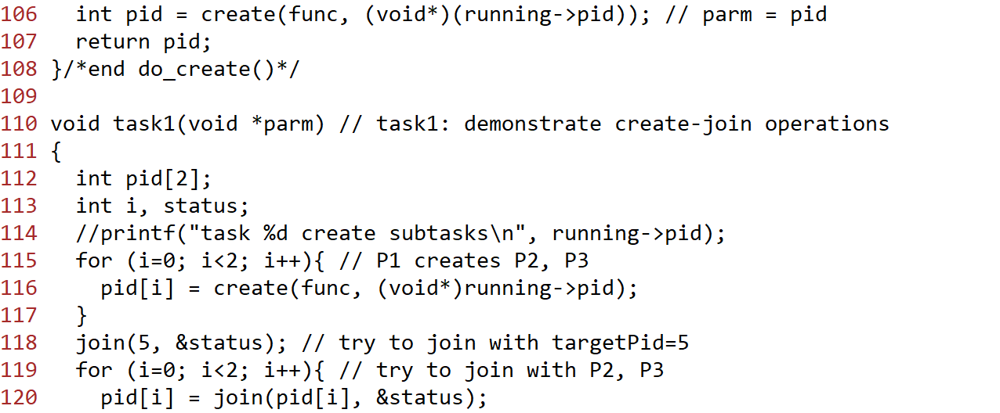 106   int pid = create(func, (void*)(running->pid)); // parm = pid
107   return pid;
108 }/*end do_create()*/
109
110 void task1(void *parm) // task1: demonstrate create-join operations
111 {
112   int pid[2];
113   int i, status;
114   //printf("task %d create subtasks\n", running->pid);
115   for (i=0; i<2; i++){ // P1 creates P2, P3
116     pid[i] = create(func, (void*)running->pid);
117   }
118   join(5, &status); // try to join with targetPid=5
119   for (i=0; i<2; i++){ // try to join with P2, P3
120     pid[i] = join(pid[i], &status);